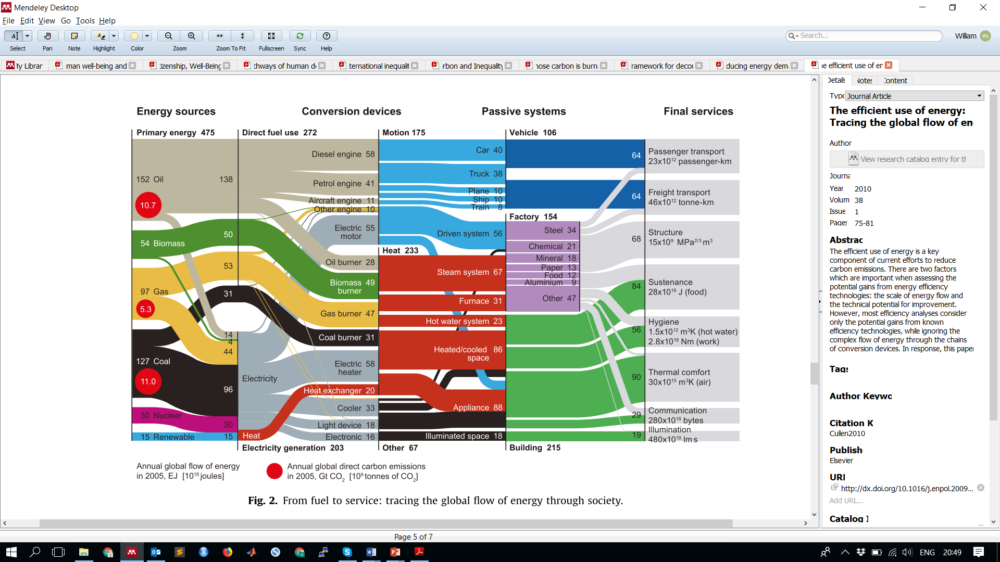 Mendeley Desktop
File Edit View Go Tools Help
Select Pan Note Highlight Color Zoom Zoom To Fit Fullscreen Sync Help
Search...
William WL
ly Librar
man well-being and
tizenship, Well-Being
thways of human d
ternational inequalit
rbon and Inequality
hose carbon is burn
ramework for decou
ducing energy dem
he efficient use of en
Energy sources Conversion devices Passive systems Final services
Primary energy 475
152 Oil 138
10.7
54 Biomass 50
97 Gas 53
5.3
31
14
4
44
127 Coal
11.0
96
30 Nuclear 30
15 Renewable 15
Direct fuel use 272
Diesel engine 58
Petrol engine 41
Aircraft engine 11
Other engine 10
Electric motor 55
Oil burner 28
Biomass burner 49
Gas burner 47
Coal burner 31
Electricity
Electric heater 58
Heat exchanger 20
Cooler 33
Light device 18
Heat
Electronic 16
Electricity generation 203
Motion 175
Car 40
Truck 38
Plane 10
Ship 10
Train 8
Driven system 56
Heat 233
Steam system 67
Furnace 31
Hot water system 23
Heated/cooled space 86
Appliance 88
Illuminated space 18
Other 67
Vehicle 106
64
64
Factory 154
Steel 34
Chemical 21
Mineral 18
Paper 13
Food 12
Aluminium 9
Other 47
68
84
56
90
29
19
Building 215
Passenger transport
23x10¹² passenger-km
Freight transport
46x10¹² tonne-km
Structure
15x10⁹ MPa²ᐟ³ m³
Sustenance
28x10¹⁸ J (food)
Hygiene
1.5x10¹² m³K (hot water)
2.8x10¹⁸ Nm (work)
Thermal comfort
30x10¹⁵ m³K (air)
Communication
280x10¹⁸ bytes
Illumination
480x10¹⁸ lm s
Annual global flow of energy
in 2005, EJ [10¹⁸ joules]
Annual global direct carbon emissions
in 2005, Gt CO₂ [10⁹ tonnes of CO₂]
Fig. 2. From fuel to service: tracing the global flow of energy through society.
Details Notes Content
Type Journal Article
The efficient use of energy:
Tracing the global flow of en
Author
View research catalog entry for tl
Journa
Year 2010
Volum 38
Issue 1
Pages 75-81
Abstrac
The efficient use of energy is a key
component of current efforts to reduce
carbon emissions. There are two factors
which are important when assessing the
potential gains from energy efficiency
technologies: the scale of energy flow and
the technical potential for improvement.
However, most efficiency analyses consider
only the potential gains from known
efficiency technologies, while ignoring the
complex flow of energy through the chains
of conversion devices. In response, this paper
Tags
Author Keywo
Citation K
Cullen2010
Publish
Elsevier
URL
http://dx.doi.org/10.1016/j.enpol.2009...
Add URL...
Catalog I
Page 5 of 7
ENG 20:49